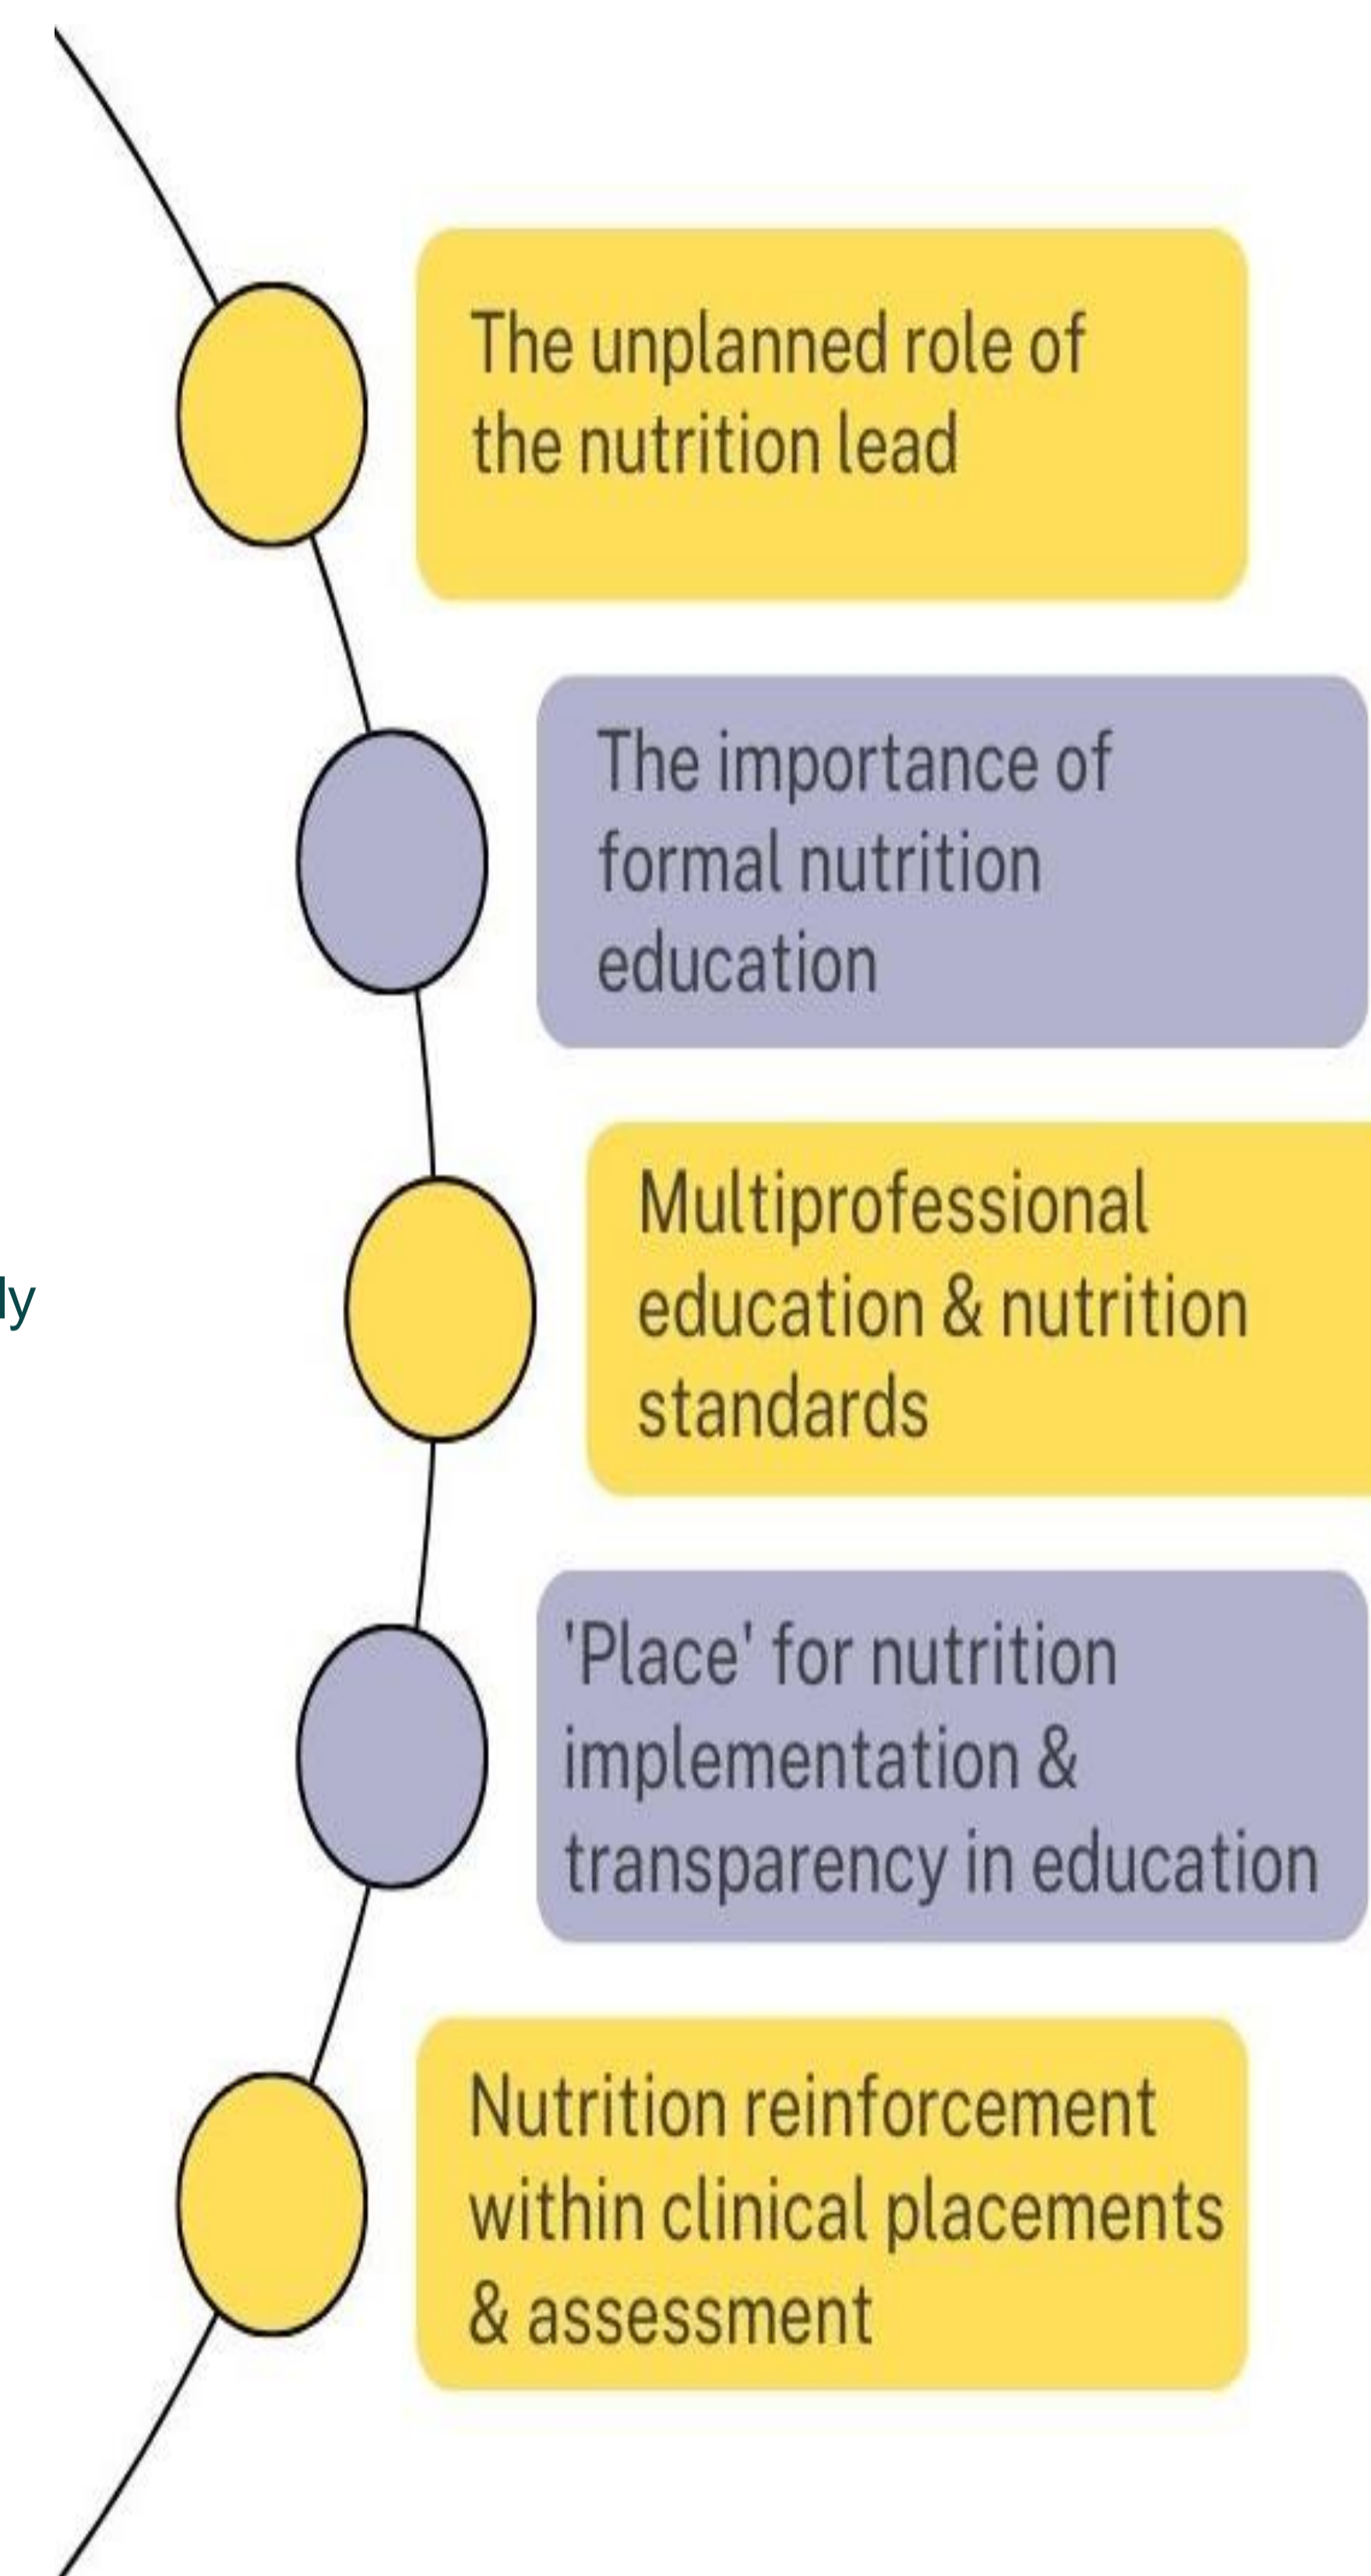 The unplanned role of
the nutrition lead
The importance of
formal nutrition
education
Multiprofessional
education & nutrition
standards
'Place' for nutrition
implementation &
transparency in education
Nutrition reinforcement
within clinical placements
& assessment